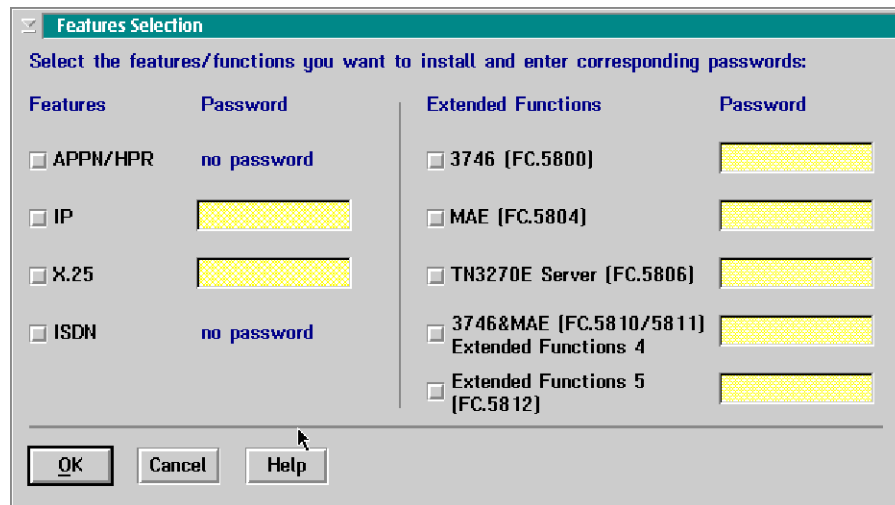 Features Selection
Select the features/functions you want to install and enter corresponding passwords:
Features Password Extended Functions Password
APPN/HPR no password 3746 (FC.5800)
IP MAE (FC.5804)
X.25 TN3270E Server (FC.5806)
ISDN no password 3746&MAE (FC.5810/5811)
Extended Functions 4
Extended Functions 5
(FC.5812)
OK Cancel Help